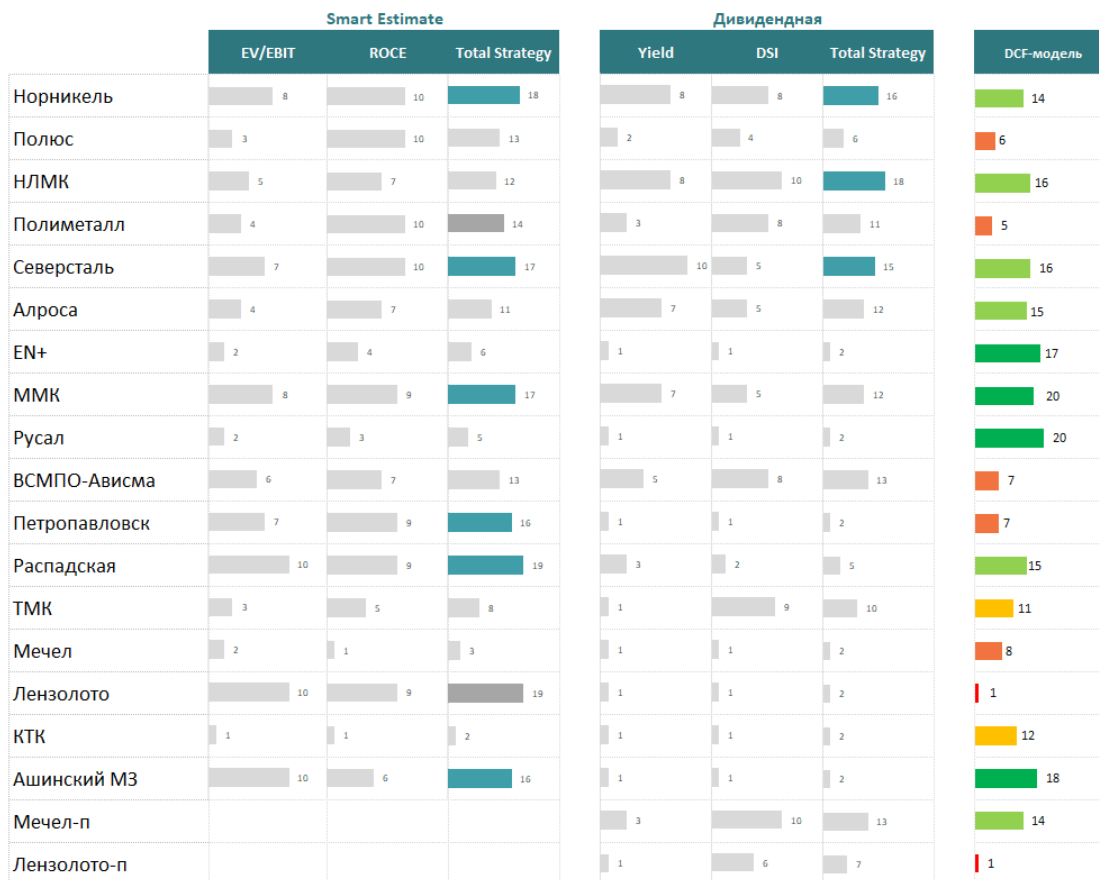 Smart Estimate Дивидендная
EV/EBIT ROCE Total Strategy Yield DSI Total Strategy DCF-модель
Норникель 8 10 18 8 8 16 14
Полюс 3 10 13 2 4 6 6
НЛМК 5 7 12 8 10 18 16
Полиметалл 4 10 14 3 8 11 5
Северсталь 7 10 17 10 5 15 16
Алроса 4 7 11 7 5 12 15
EN+ 2 4 6 1 1 2 17
ММК 8 9 17 7 5 12 20
Русал 2 3 5 1 1 2 20
ВСМПО-Ависма 6 7 13 5 8 13 7
Петропавловск 7 9 16 1 1 2 7
Распадская 10 9 19 3 2 5 15
ТМК 3 5 8 1 9 10 11
Мечел 2 1 3 1 1 2 8
Лензолото 10 9 19 1 1 2 1
КТК 1 1 2 1 1 2 12
Ашинский МЗ 10 6 16 1 1 2 18
Мечел-п 3 10 13 14
Лензолото-п 1 6 7 1